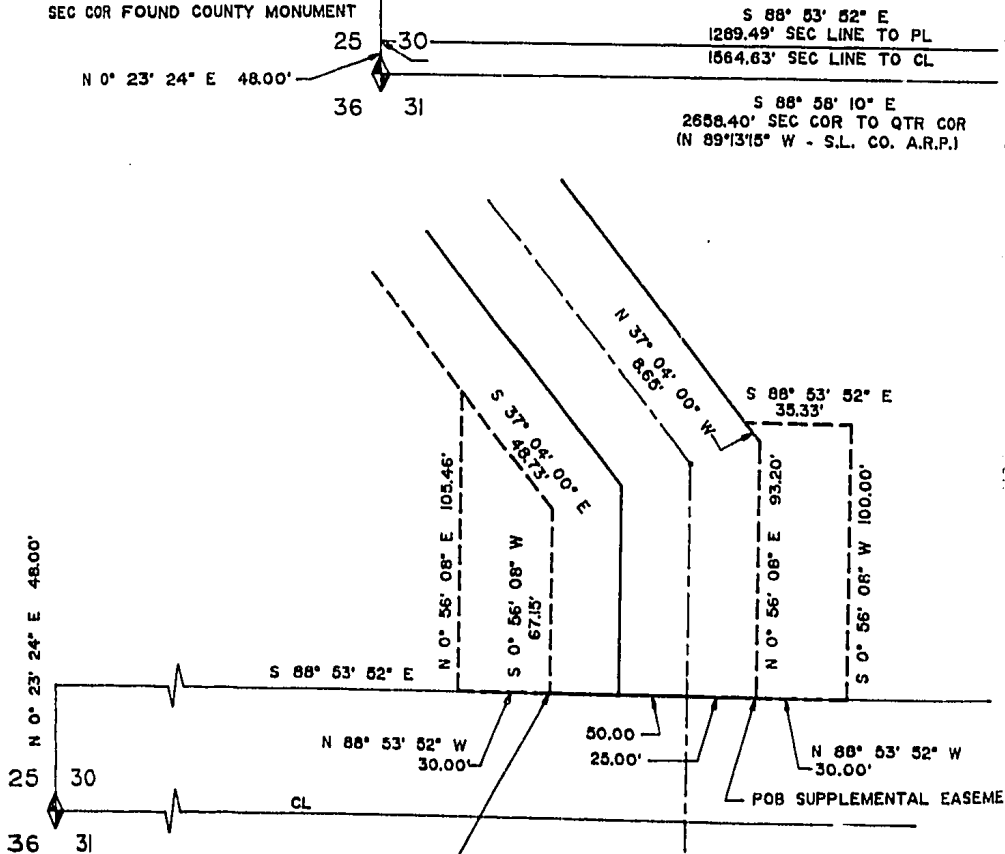 SEC COR FOUND COUNTY MONUMENT
S 88° 53' 52" E
1289.49' SEC LINE TO PL
1564.63' SEC LINE TO CL
25 30
N 0° 23' 24" E 48.00'
36 31
S 88° 58' 10" E
2658.40' SEC COR TO QTR COR
(N 89°13'15" W - S.L. CO. A.R.P.)
N 37° 04' 00" W
8.65'
S 88° 53' 52" E
35.33'
S 37° 04' 00" E
48.73'
N 0° 56' 08" E 105.46'
S 0° 56' 08" W
67.15'
N 0° 56' 08" E 93.20'
S 0° 56' 08" W 100.00'
N 0° 23' 24" E 48.00'
S 88° 53' 52" E
N 88° 53' 52" W
30.00'
50.00
25.00'
N 88° 53' 52" W
30.00'
25 30
CL
POB SUPPLEMENTAL EASEME
36 31